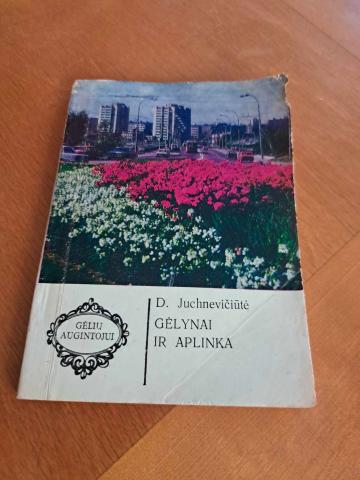 D. Juchnevičiūtė
GĖLYNAI
IR APLINKA
GĖLIŲ
AUGINTOJUI